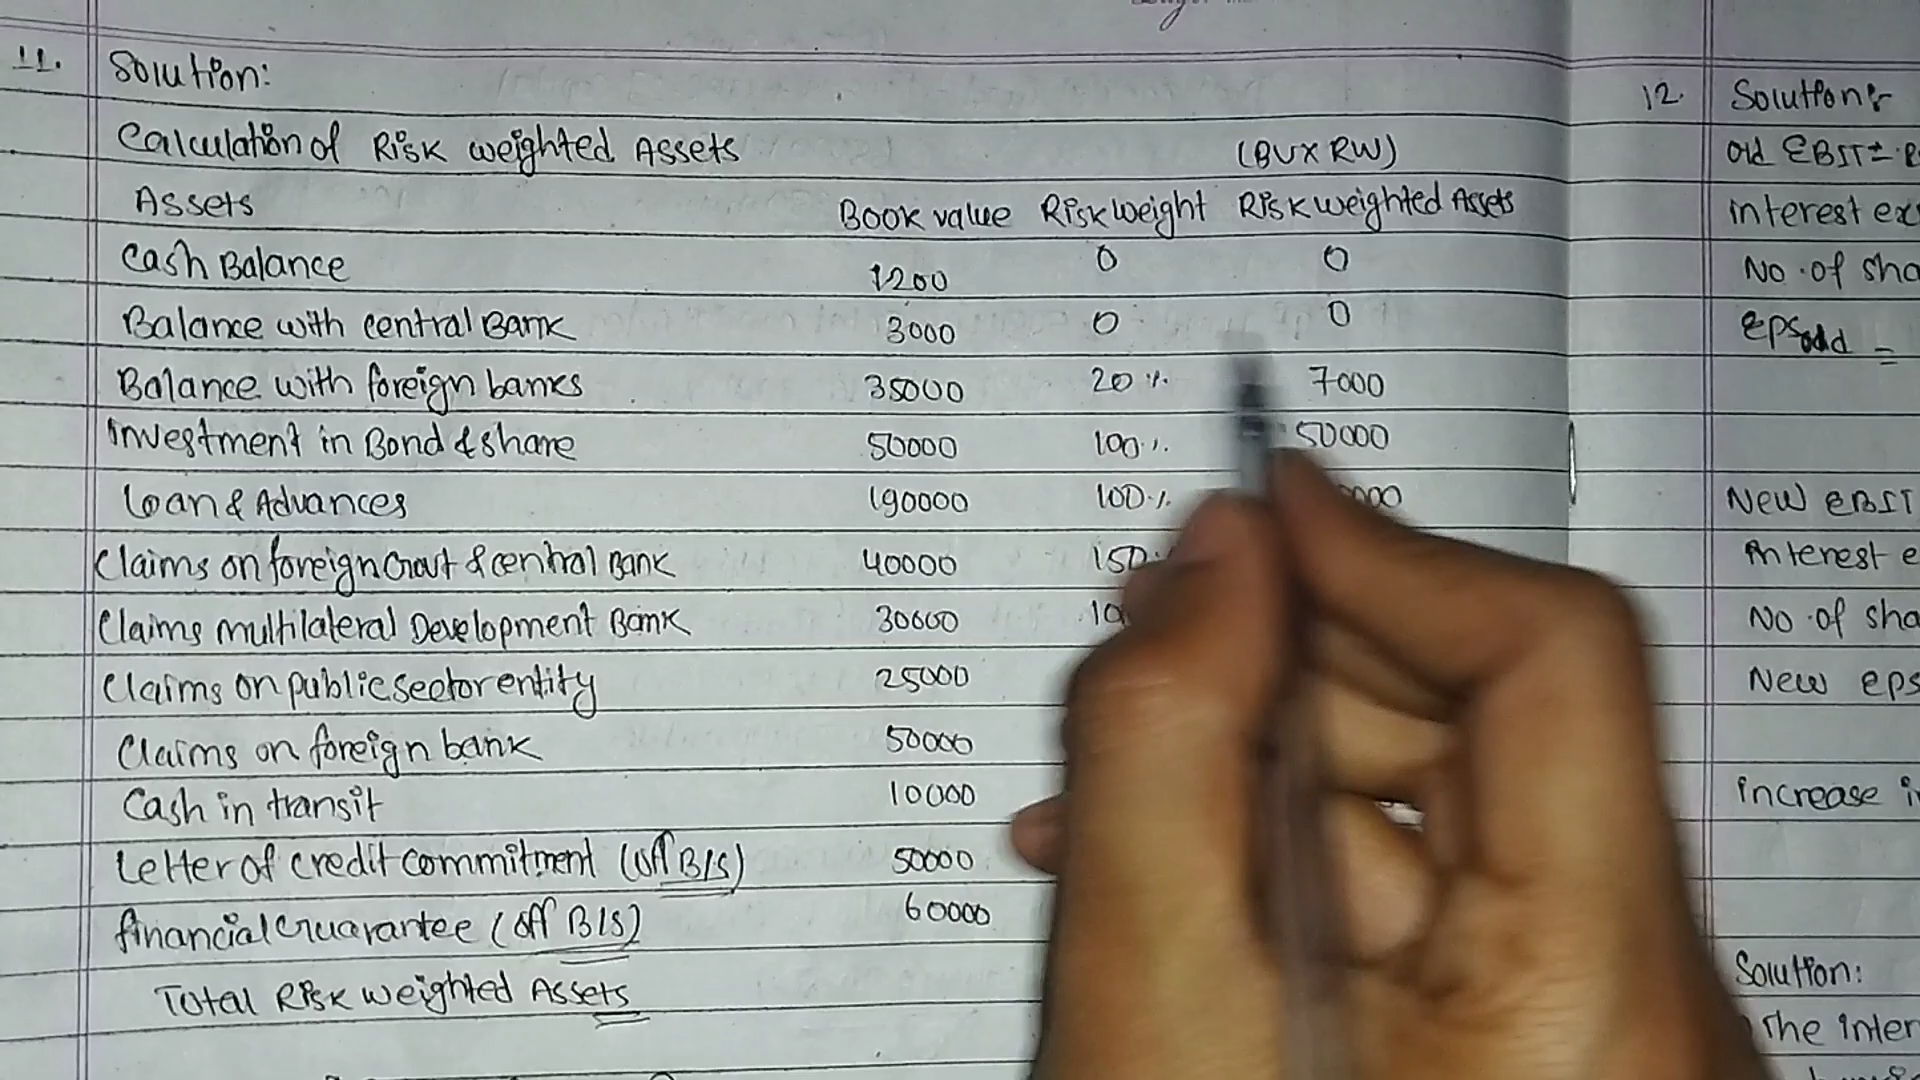 11. Solution:
Calculation of Risk weighted Assets (BV X RW)
Assets Book value Risk Weight Risk weighted Assets
Cash Balance 1200 0 0
Balance with central Bank 3000 0 0
Balance with foreign banks 35000 20% 7000
Investment in Bond & share 50000 100% 50000
Loan & Advances 190000 100%
Claims on foreign Govt & central Bank 40000 150%
Claims multilateral Development Bank 30000
Claims on public sector entity 25000
Claims on foreign bank 50000
Cash in transit 10000
Letter of credit commitment (off B/S) 50000
financial Guarantee (off B/S) 60000
Total Risk weighted Assets
12. Solution:
Old EBIT =
interest
No. of
EPS old =
New EBIT
interest
No. of
New eps
increase
Solution:
The